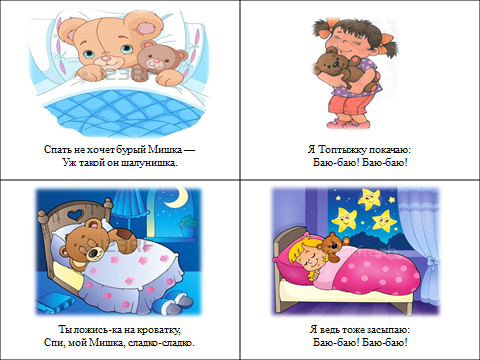 Спать не хочет бурый Мишка —
Уж такой он шалунишка.
Я Топтыжку покачаю:
Баю-баю! Баю-баю!
Ты ложись-ка на кроватку,
Спи, мой Мишка, сладко-сладко.
Я ведь тоже засыпаю:
Баю-баю! Баю-баю!